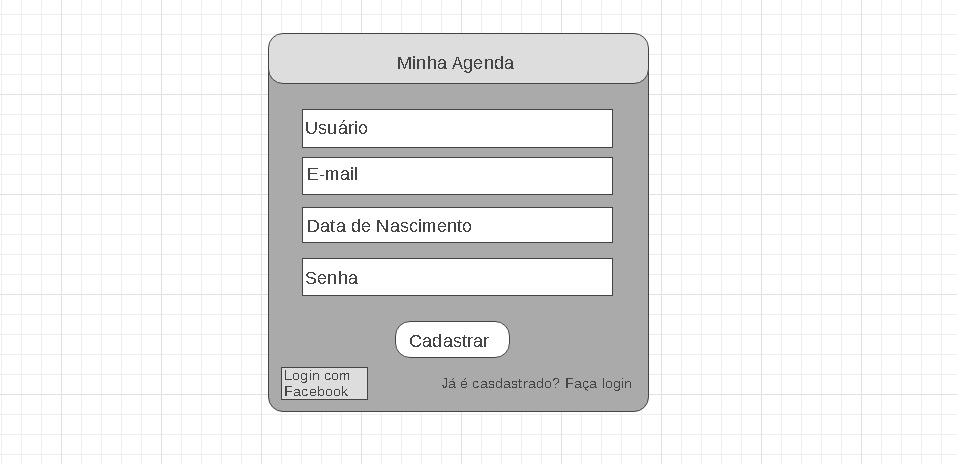 Minha Agenda
Usuário
E-mail
Data de Nascimento
Senha
Cadastrar
Login com
Facebook
Já é casdastrado? Faça login